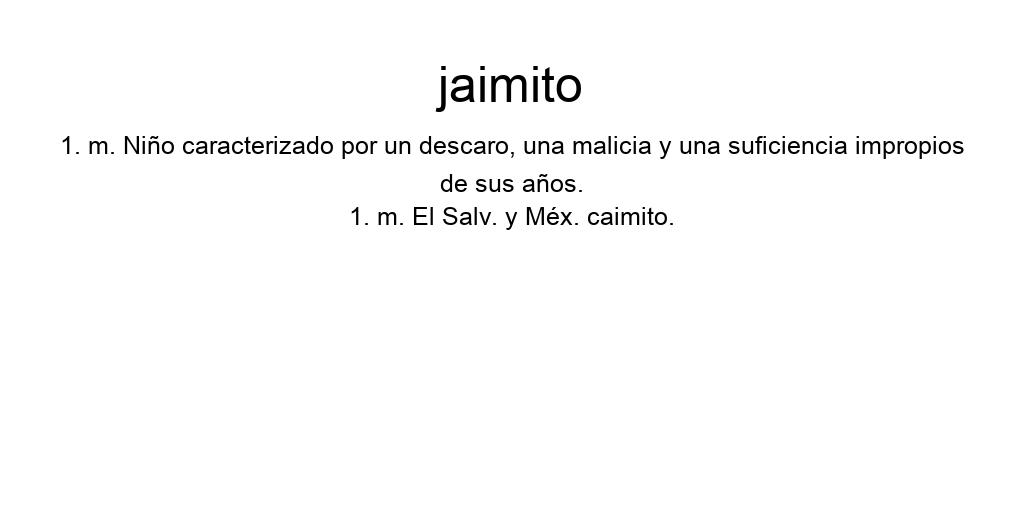 jaimito
1. m. Niño caracterizado por un descaro, una malicia y una suficiencia impropios
de sus años.
1. m. El Salv. y Méx. caimito.